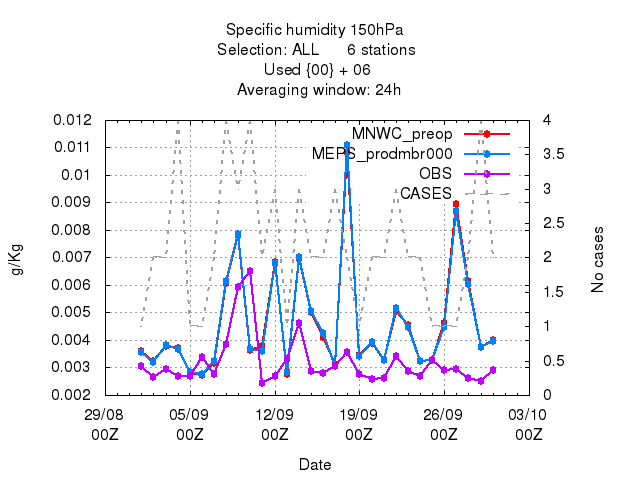 Specific humidity 150hPa
Selection: ALL 6 stations
Used {00} + 06
Averaging window: 24h
0.012
0.011
0.01
0.009
0.008
0.007
0.006
0.005
0.004
0.003
0.002
g/Kg
MNWC_preop
MEPS_prodmbr000
OBS
CASES
4
3.5
3
2.5
2
1.5
1
0.5
0
No cases
29/08 05/09 12/09 19/09 26/09 03/10
00Z 00Z 00Z 00Z 00Z 00Z
Date